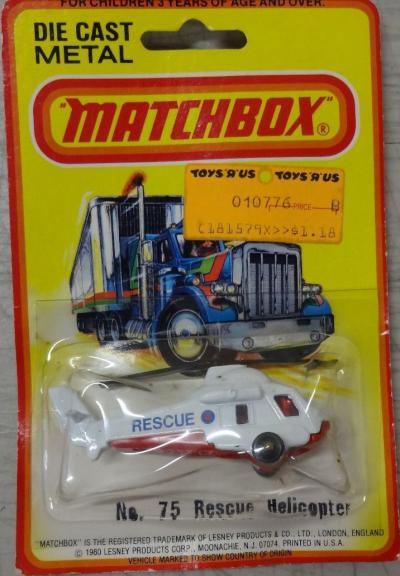 FOR CHILDREN 3 YEARS OF AGE AND OVER.
DIE CAST
METAL
"MATCHBOX"®
TOYS"R"US TOYS"R"US
010776 PRICE B
C181579X>>$1.18
RESCUE
No. 75 Rescue Helicopter
"MATCHBOX" IS THE REGISTERED TRADEMARK OF LESNEY PRODUCTS & CO., LTD., LONDON, ENGLAND
© 1980 LESNEY PRODUCTS CORP., MOONACHIE, N.J. 07074. PRINTED IN U.S.A.
VEHICLE MARKED TO SHOW COUNTRY OF ORIGIN